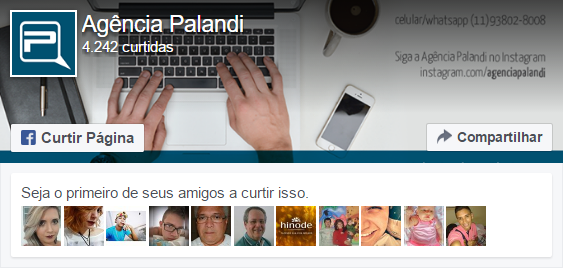 Agência Palandi
4.242 curtidas
celular/whatsapp (11)93802-8008
Siga a Agência Palandi no Instagram
instagram.com/agenciapalandi
Curtir Página
Compartilhar
Seja o primeiro de seus amigos a curtir isso.
hinode